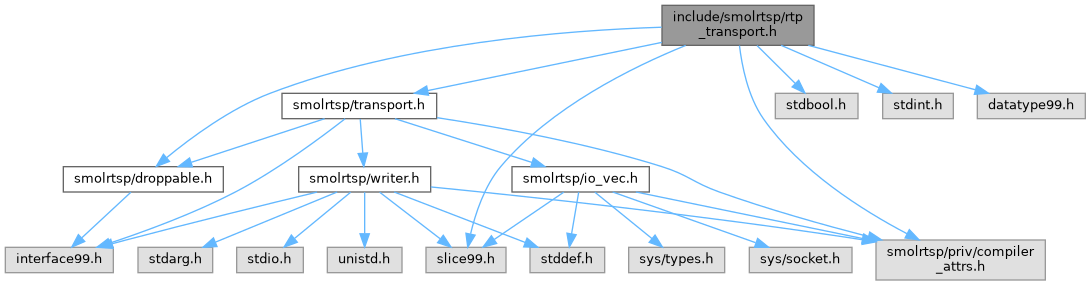 include/smolrtsp/rtp
_transport.h
smolrtsp/transport.h
stdbool.h
stdint.h
datatype99.h
smolrtsp/droppable.h
smolrtsp/writer.h
smolrtsp/io_vec.h
interface99.h
stdarg.h
stdio.h
unistd.h
slice99.h
stddef.h
sys/types.h
sys/socket.h
smolrtsp/priv/compiler
_attrs.h